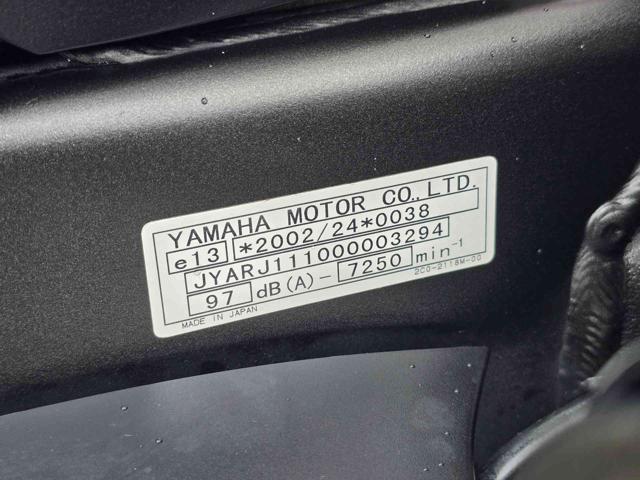 YAMAHA MOTOR CO., LTD.
e13 *2002/24*0038
JYARJ111000003294
97 dB(A)- 7250 min⁻¹
MADE IN JAPAN 2C0-2118M-00